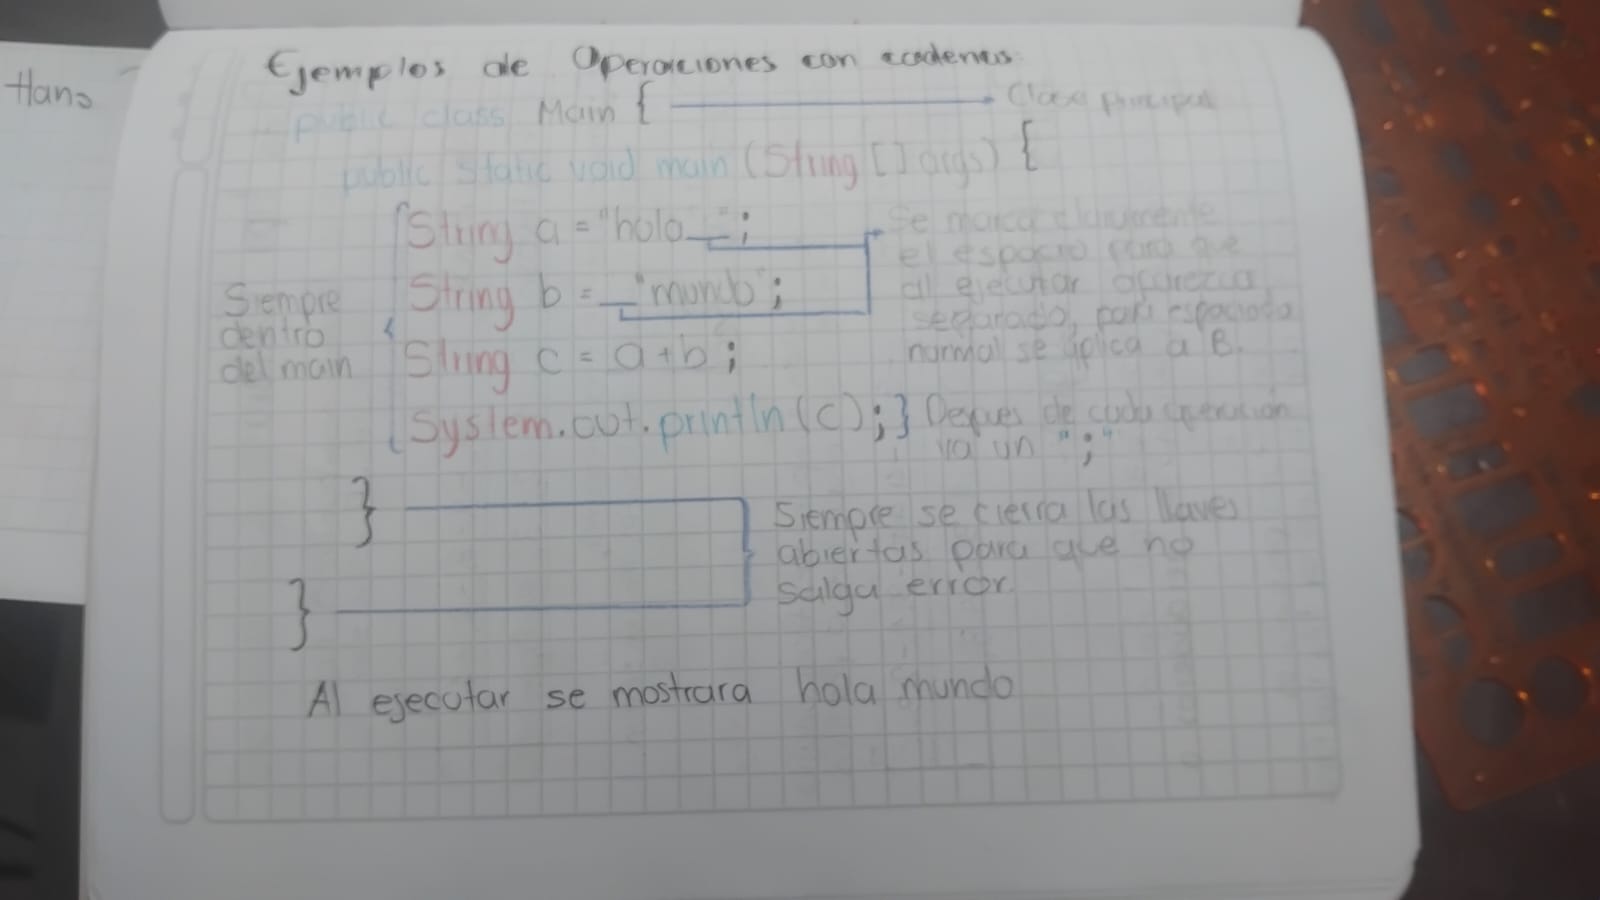 Hans
Ejemplos de Operaciones con cadenas
public class Main { Clase principal
public static void main (String [] args) {
String a = "hola_";
String b = _"mundo";
String c = a+b;
System.out.println (c);
Siempre
dentro
del main
Se marca claramente
el espacio para que
al ejecutar aparezca
separado, para espaciado
normal se aplica a B.
} Depues de cada operación
va un ";"
}
}
Siempre se cierra las llaves
abiertas para que no
salga error.
Al ejecutar se mostrara hola mundo